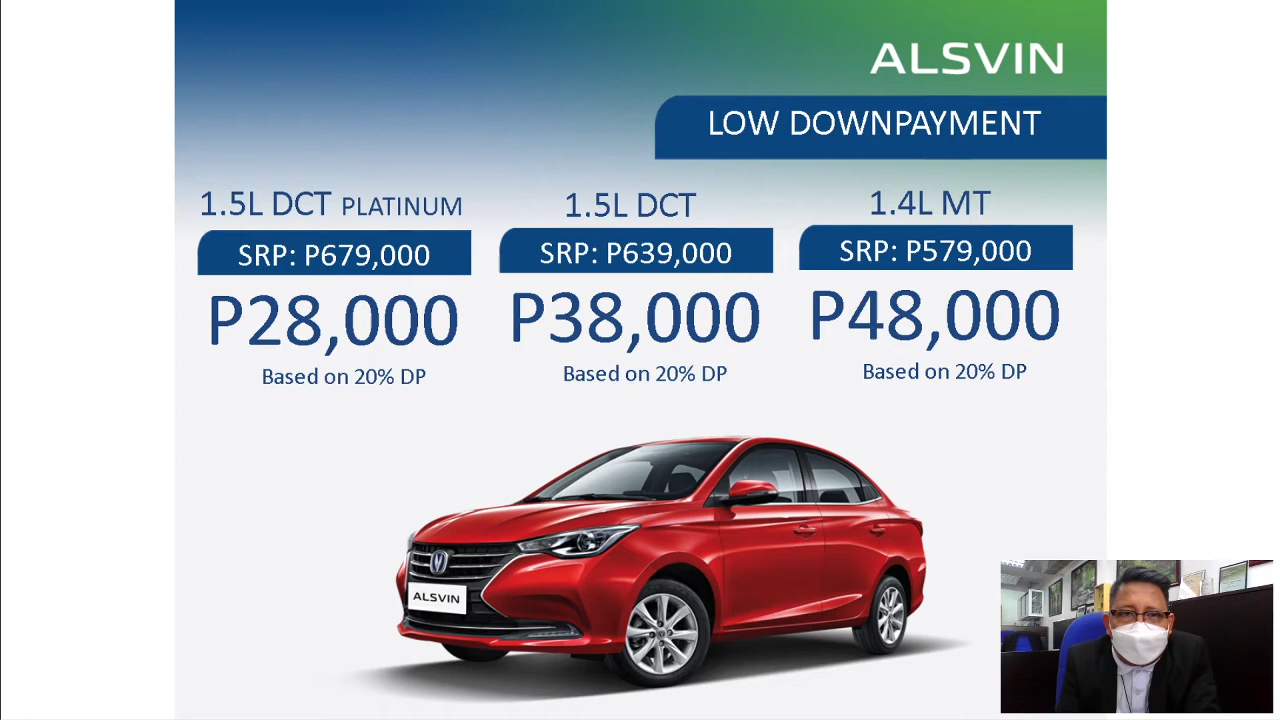 ALSVIN
LOW DOWNPAYMENT
1.5L DCT PLATINUM
SRP: P679,000
P28,000
Based on 20% DP
1.5L DCT
SRP: P639,000
P38,000
Based on 20% DP
1.4L MT
SRP: P579,000
P48,000
Based on 20% DP
ALSVIN